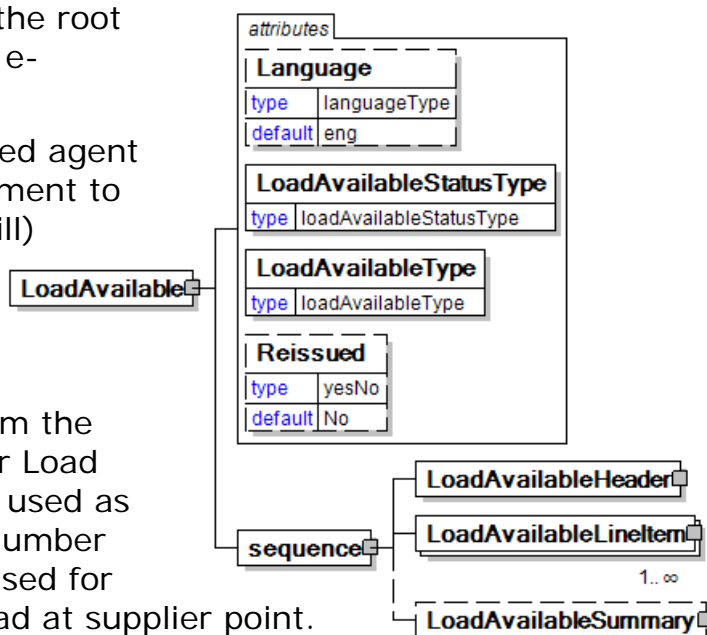 the root
e-
ed agent
ment to
ill)
m the
r Load
used as
number
sed for
ad at supplier point.
LoadAvailable
attributes
Language
type languageType
default eng
LoadAvailableStatusType
type loadAvailableStatusType
LoadAvailableType
type loadAvailableType
Reissued
type yesNo
default No
sequence
LoadAvailableHeader
LoadAvailableLineItem
1.. ∞
LoadAvailableSummary